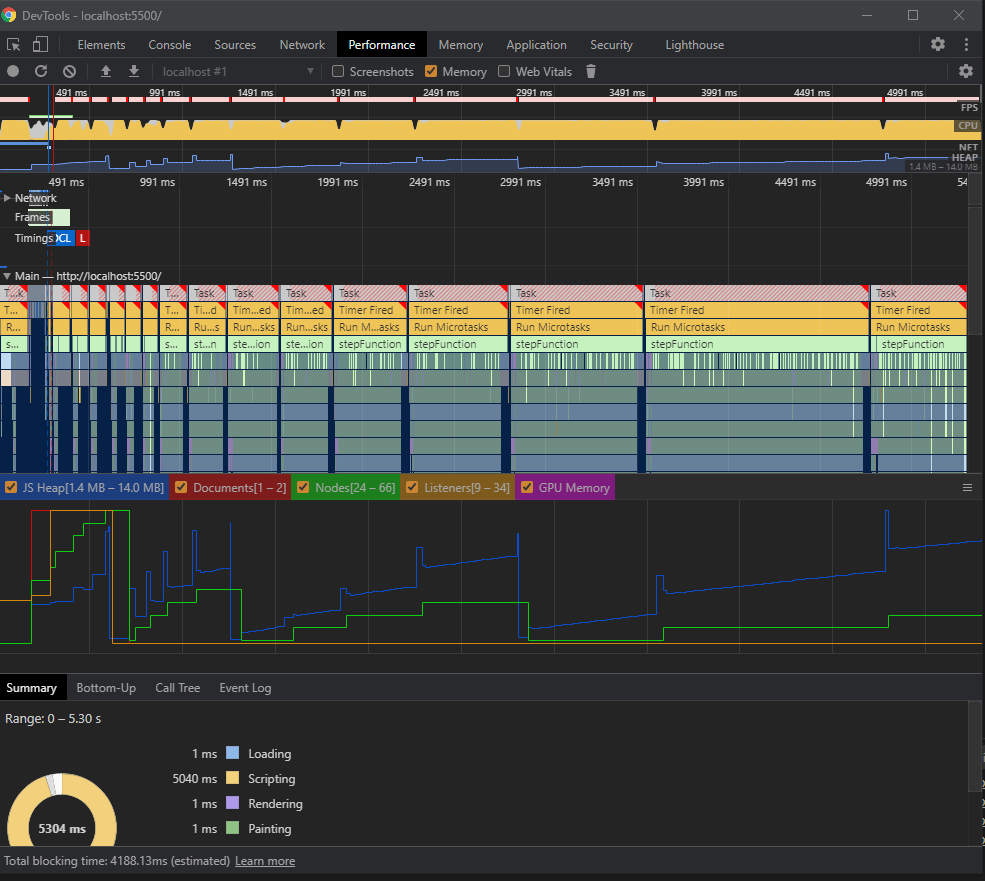 DevTools - localhost:5500/
Elements Console Sources Network Performance Memory Application Security Lighthouse
localhost #1 Screenshots Memory Web Vitals
491 ms 991 ms 1491 ms 1991 ms 2491 ms 2991 ms 3491 ms 3991 ms 4491 ms 4991 ms
FPS
CPU
NET
HEAP
1.4 MB – 14.0 MB
491 ms 991 ms 1491 ms 1991 ms 2491 ms 2991 ms 3491 ms 3991 ms 4491 ms 4991 ms 54
Network
Frames
Timings DCL L
Main — http://localhost:5500/
T...k T... Task Task Task Task Task Task Task Task
T... T... Ti...d Tim...ed Tim...ed Timer Fired Timer Fired Timer Fired Timer Fired Timer Fired
R... R... Ru...s Run...sks Run...sks Run M...asks Run Microtasks Run Microtasks Run Microtasks Run Microtasks
s... s... st...n ste...ion ste...ion stepFunction stepFunction stepFunction stepFunction stepFunction
JS Heap[1.4 MB – 14.0 MB] Documents[1 – 2] Nodes[24 – 66] Listeners[9 – 34] GPU Memory
Summary Bottom-Up Call Tree Event Log
Range: 0 – 5.30 s
1 ms Loading
5040 ms Scripting
1 ms Rendering
5304 ms 1 ms Painting
Total blocking time: 4188.13ms (estimated) Learn more